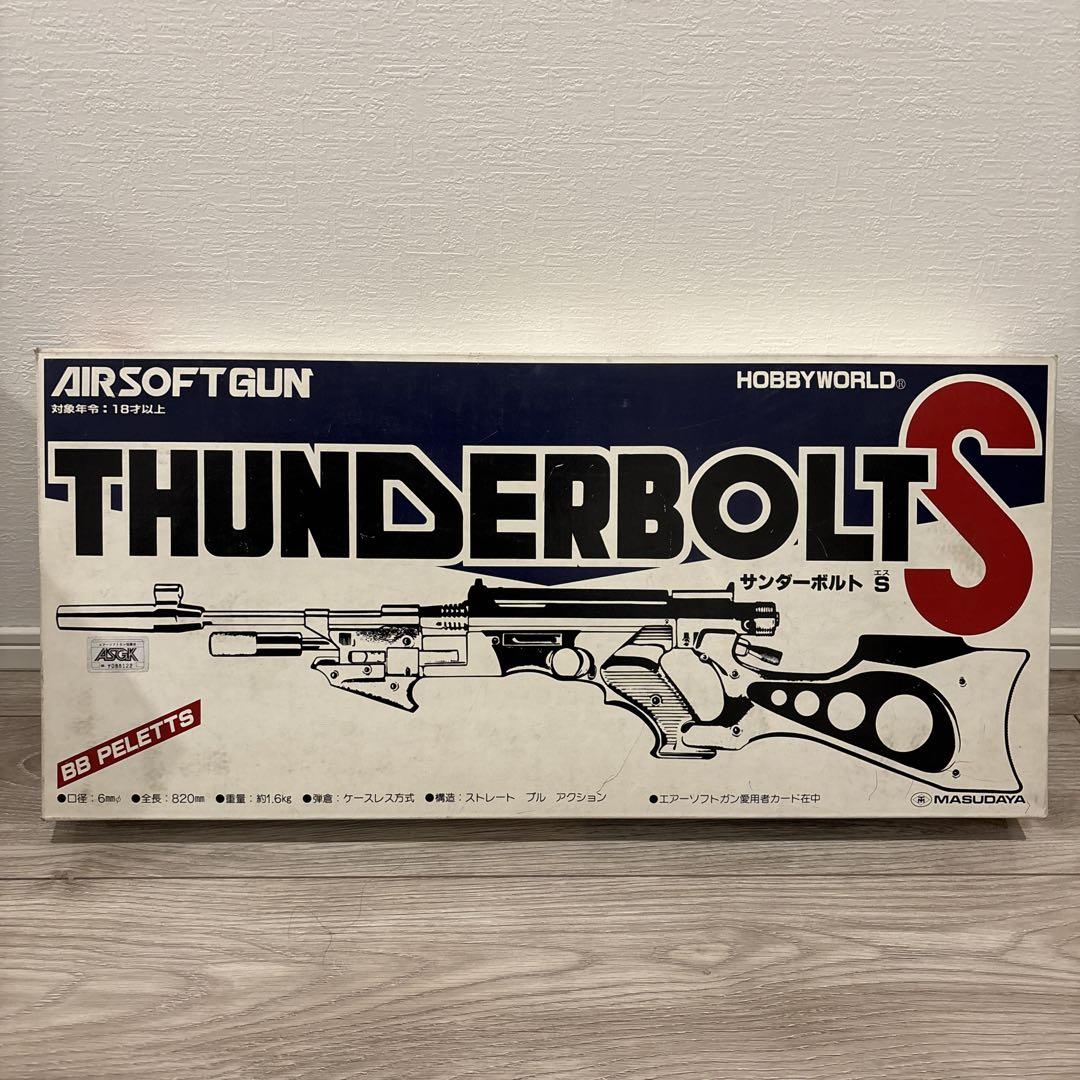 AIRSOFTGUN
対象年令：18才以上
HOBBYWORLD®
THUNDERBOLT S
サンダーボルト S
エス
ASGK
BB PELETTS
●口径：6mmφ ●全長：820mm ●重量：約1.6kg ●弾倉：ケースレス方式 ●構造：ストレート プル アクション ●エアーソフトガン愛用者カード在中
MASUDAYA